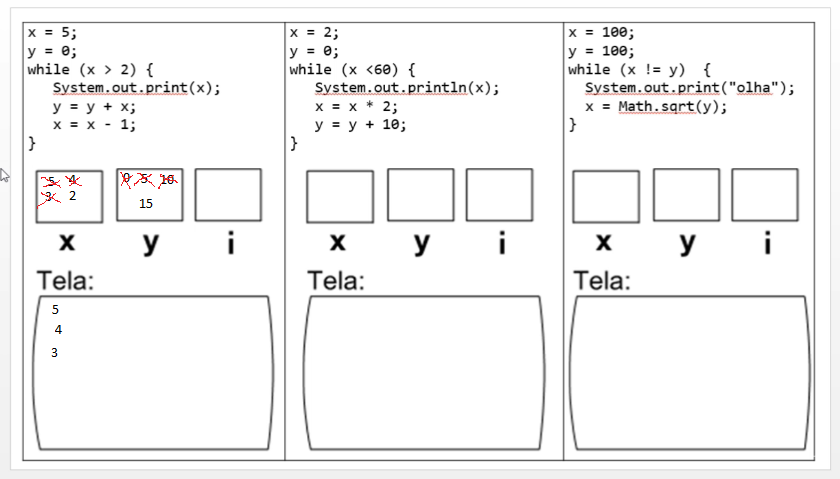 x = 5;
y = 0;
while (x > 2) {
System.out.print(x);
y = y + x;
x = x - 1;
}
5 4
3 2
0 5 10
15
x y i
Tela:
5
4
3
x = 2;
y = 0;
while (x <60) {
System.out.println(x);
x = x * 2;
y = y + 10;
}
x y i
Tela:
x = 100;
y = 100;
while (x != y) {
System.out.print("olha");
x = Math.sqrt(y);
}
x y i
Tela: